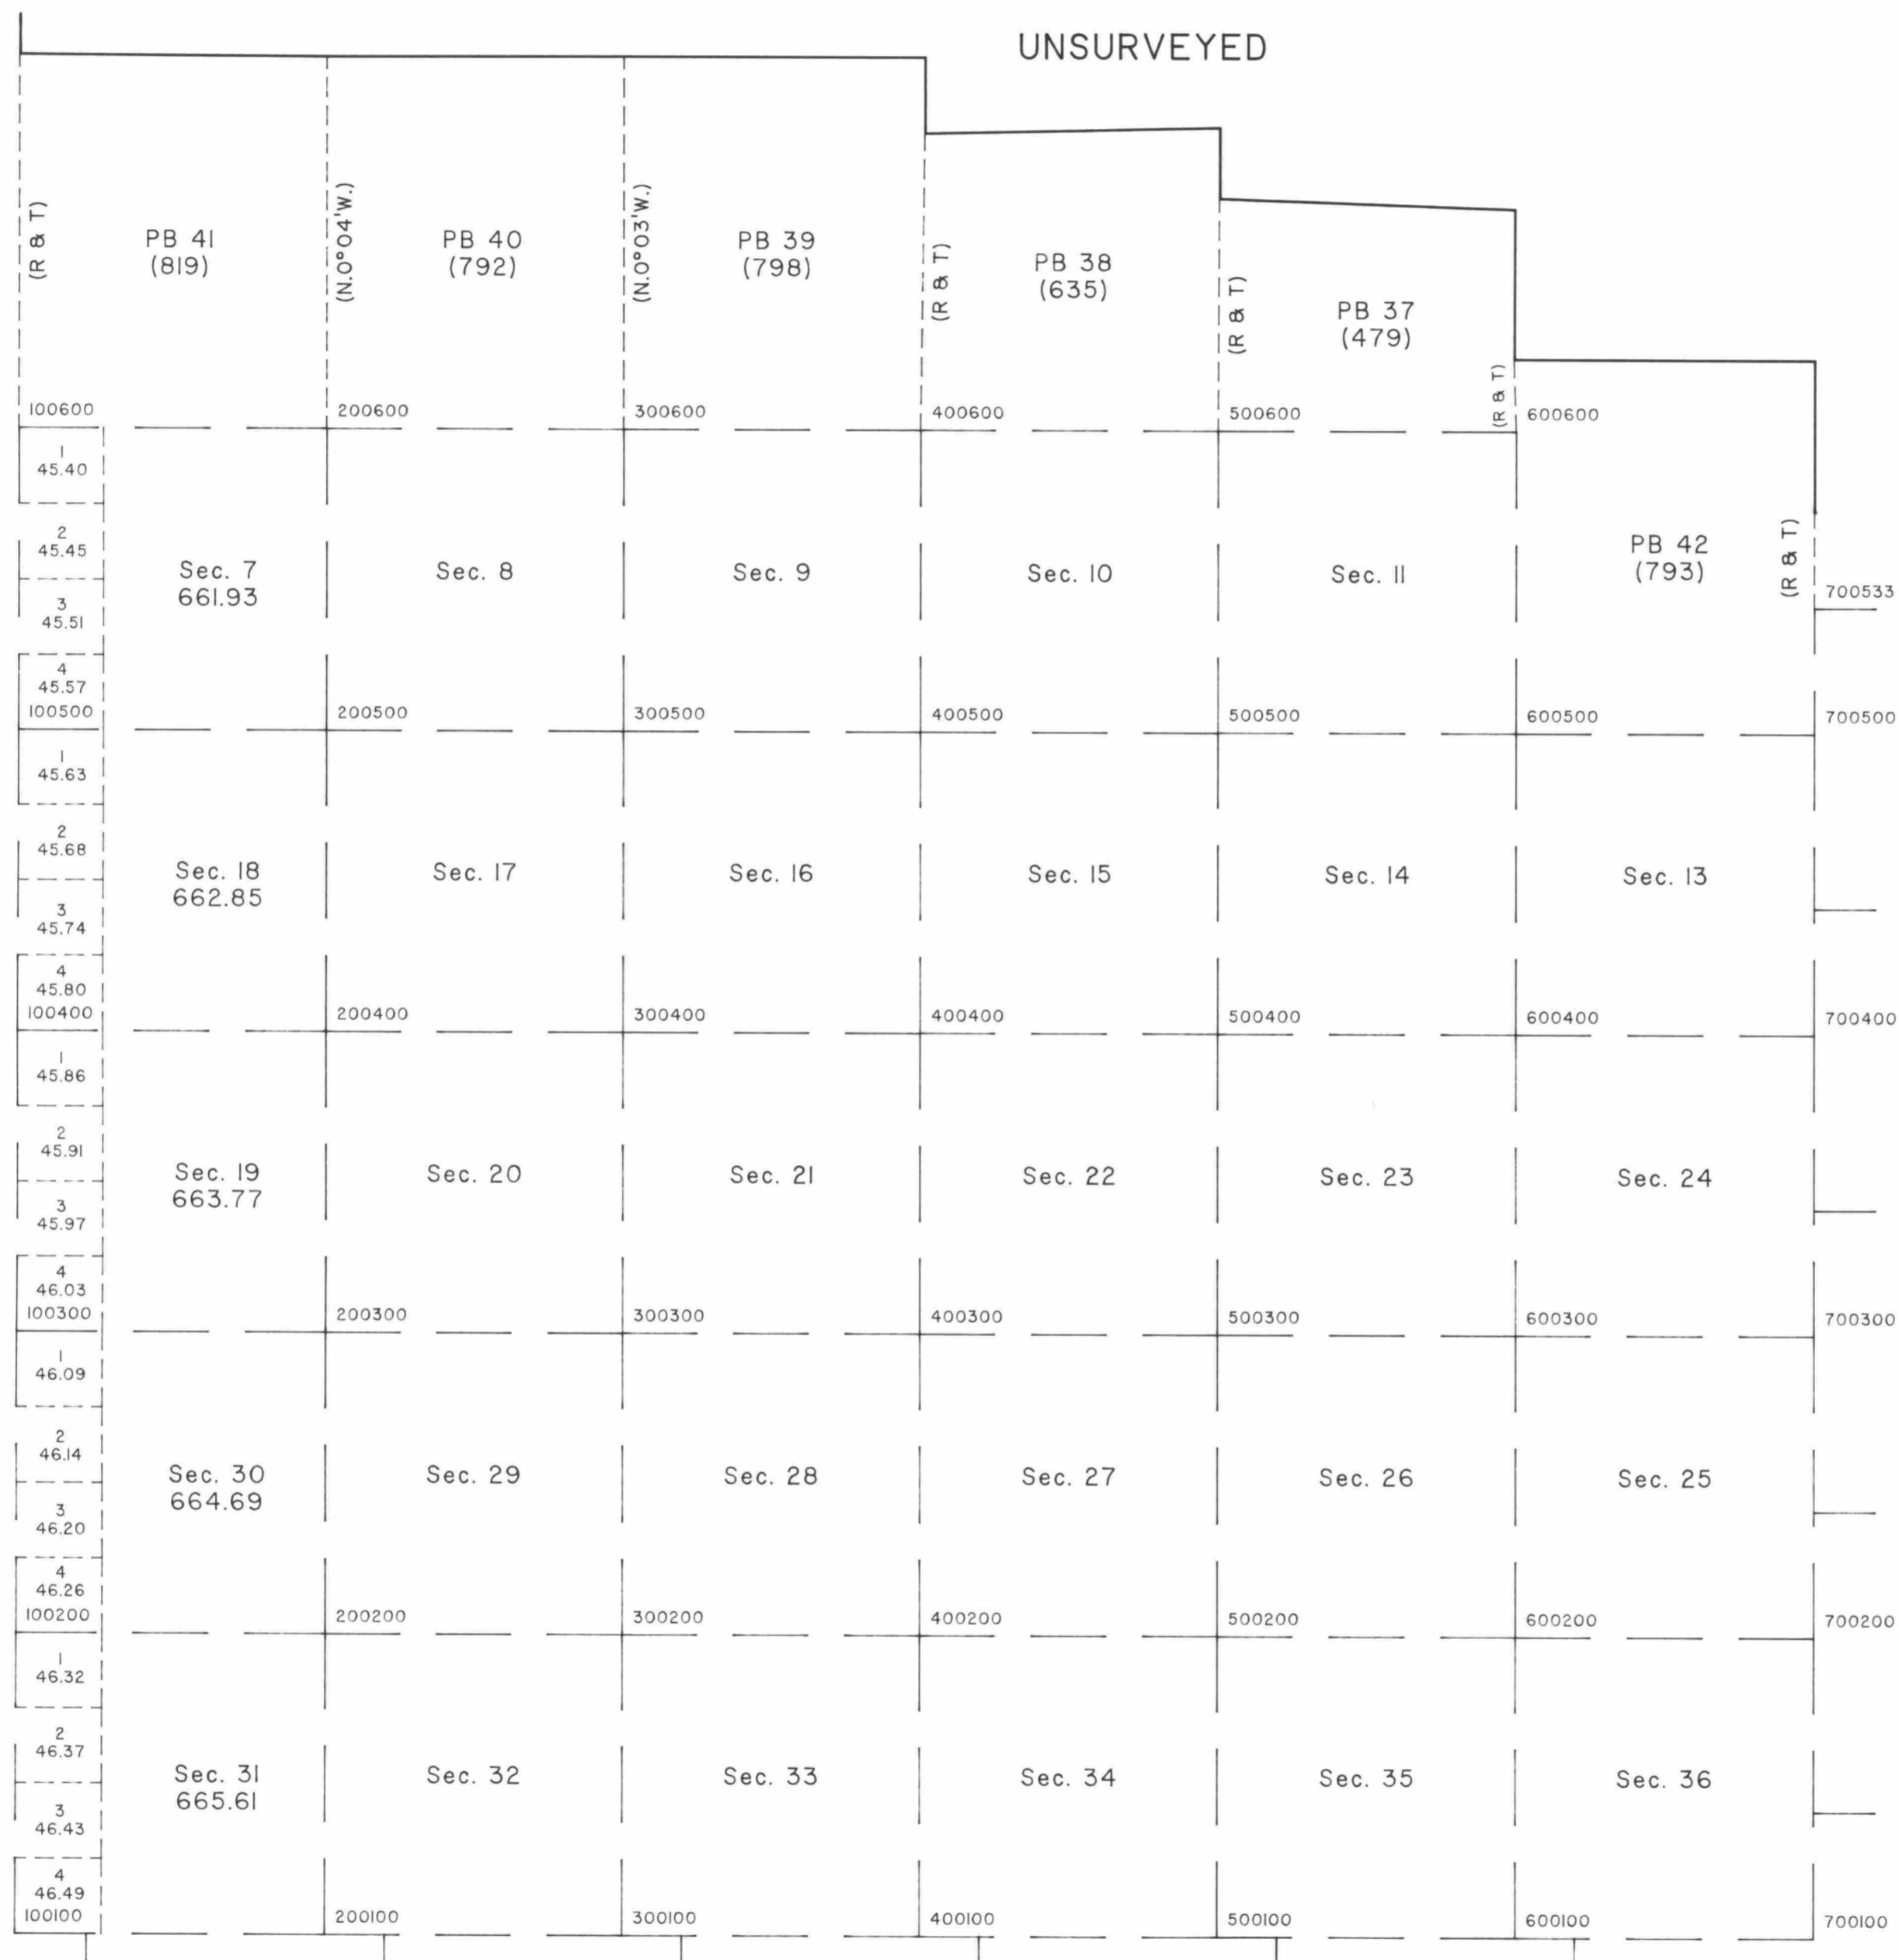 UNSURVEYED
(R & T)
PB 41
(819)
(N.0°04'W.)
PB 40
(792)
(N.0°03'W.)
PB 39
(798)
(R & T)
PB 38
(635)
(R & T)
PB 37
(479)
(R & T)
100600
200600
300600
400600
500600
600600
1
45.40
2
45.45
3
45.51
Sec. 7
661.93
Sec. 8
Sec. 9
Sec. 10
Sec. 11
PB 42
(793)
(R & T)
700533
4
45.57
100500
200500
300500
400500
500500
600500
700500
1
45.63
2
45.68
3
45.74
Sec. 18
662.85
Sec. 17
Sec. 16
Sec. 15
Sec. 14
Sec. 13
4
45.80
100400
200400
300400
400400
500400
600400
700400
1
45.86
2
45.91
3
45.97
Sec. 19
663.77
Sec. 20
Sec. 21
Sec. 22
Sec. 23
Sec. 24
4
46.03
100300
200300
300300
400300
500300
600300
700300
1
46.09
2
46.14
3
46.20
Sec. 30
664.69
Sec. 29
Sec. 28
Sec. 27
Sec. 26
Sec. 25
4
46.26
100200
200200
300200
400200
500200
600200
700200
1
46.32
2
46.37
3
46.43
Sec. 31
665.61
Sec. 32
Sec. 33
Sec. 34
Sec. 35
Sec. 36
4
46.49
100100
200100
300100
400100
500100
600100
700100